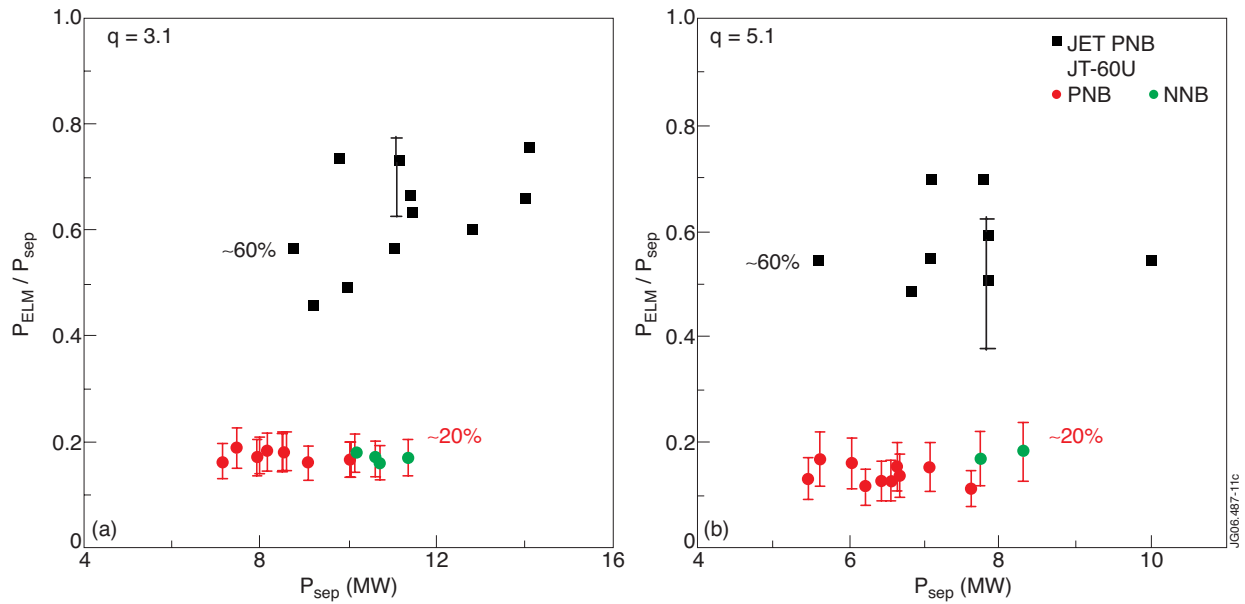 q = 3.1
1.0
0.8
0.6
0.4
0.2
0
P_ELM / P_sep
~60%
~20%
(a)
4 8 10 12 16
P_sep (MW)
q = 5.1
JET PNB
JT-60U
PNB NNB
1.0
0.8
0.6
0.4
0.2
0
P_ELM / P_sep
~60%
~20%
(b)
4 6 8 10
P_sep (MW)
JG06.487-11c